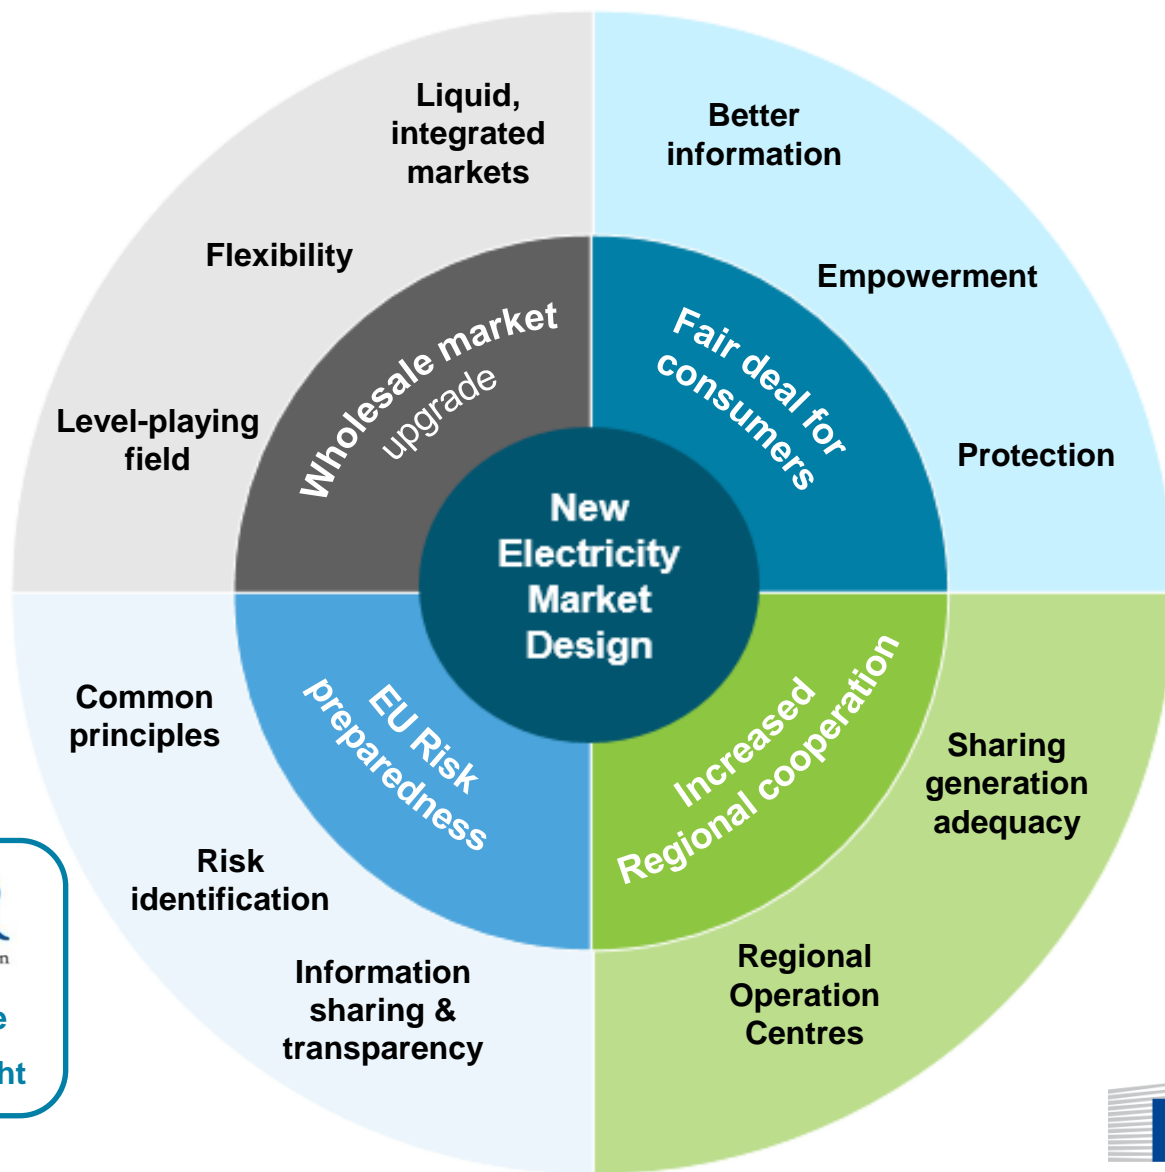 Liquid,
integrated
markets
Flexibility
Level-playing
field
Wholesale market
upgrade
Better
information
Empowerment
Protection
Fair deal for
consumers
New
Electricity
Market
Design
Common
principles
Risk
identification
Information
sharing &
transparency
EU Risk
preparedness
Increased
Regional cooperation
Sharing
generation
adequacy
Regional
Operation
Centres